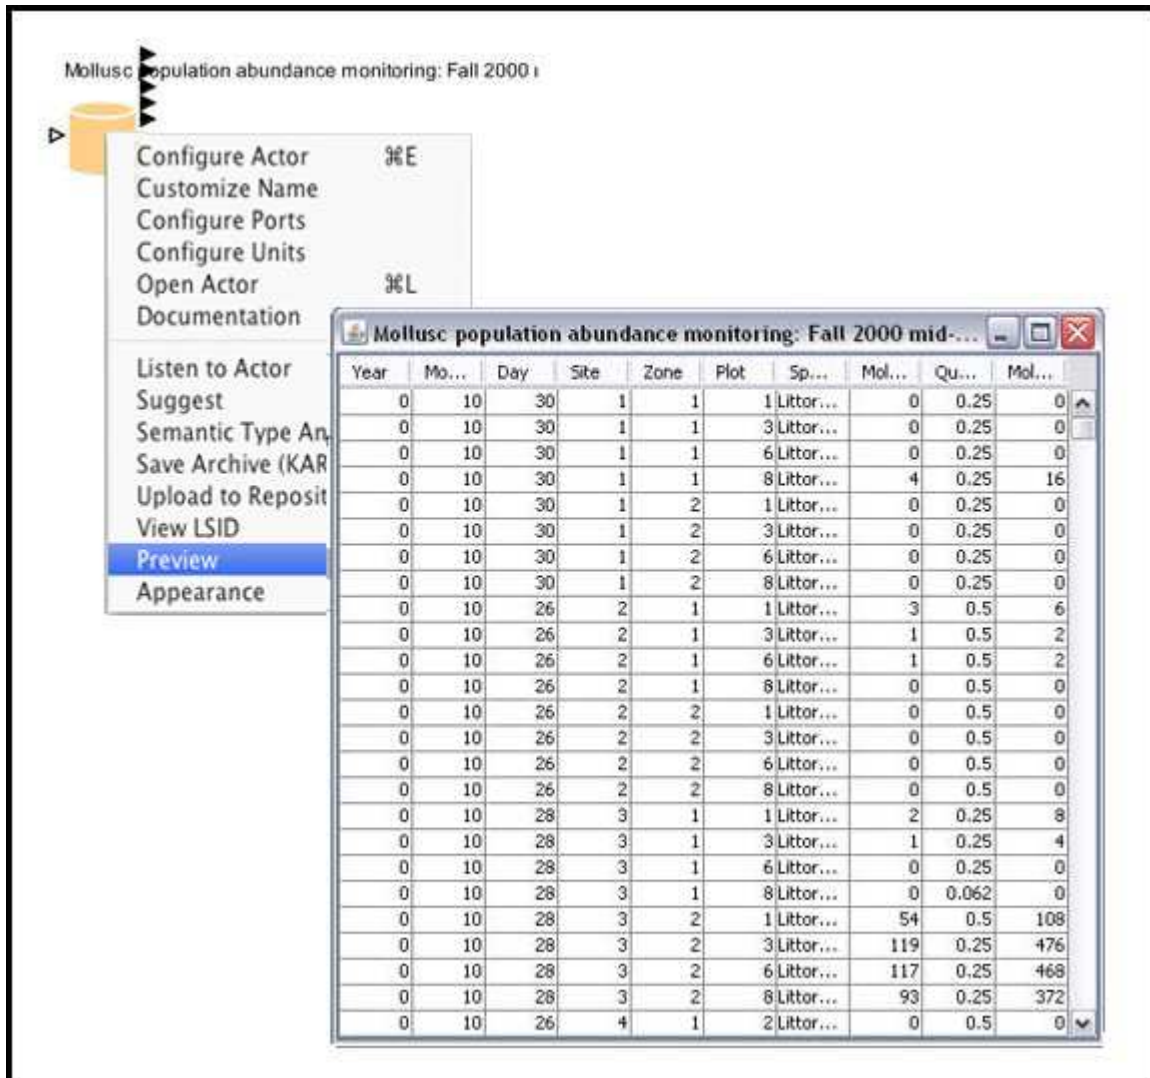 Mollusc population abundance monitoring: Fall 2000
Configure Actor ⌘E
Customize Name
Configure Ports
Configure Units
Open Actor ⌘L
Documentation
Listen to Actor
Suggest
Semantic Type An
Save Archive (KAR
Upload to Reposit
View LSID
Preview
Appearance
Mollusc population abundance monitoring: Fall 2000 mid-...
Year Mo... Day Site Zone Plot Sp... Mol... Qu... Mol...
0 10 30 1 1 1 Littor... 0 0.25 0
0 10 30 1 1 3 Littor... 0 0.25 0
0 10 30 1 1 6 Littor... 0 0.25 0
0 10 30 1 1 8 Littor... 4 0.25 16
0 10 30 1 2 1 Littor... 0 0.25 0
0 10 30 1 2 3 Littor... 0 0.25 0
0 10 30 1 2 6 Littor... 0 0.25 0
0 10 30 1 2 8 Littor... 0 0.25 0
0 10 26 2 1 1 Littor... 3 0.5 6
0 10 26 2 1 3 Littor... 1 0.5 2
0 10 26 2 1 6 Littor... 1 0.5 2
0 10 26 2 1 8 Littor... 0 0.5 0
0 10 26 2 2 1 Littor... 0 0.5 0
0 10 26 2 2 3 Littor... 0 0.5 0
0 10 26 2 2 6 Littor... 0 0.5 0
0 10 26 2 2 8 Littor... 0 0.5 0
0 10 28 3 1 1 Littor... 2 0.25 8
0 10 28 3 1 3 Littor... 1 0.25 4
0 10 28 3 1 6 Littor... 0 0.25 0
0 10 28 3 1 8 Littor... 0 0.062 0
0 10 28 3 2 1 Littor... 54 0.5 108
0 10 28 3 2 3 Littor... 119 0.25 476
0 10 28 3 2 6 Littor... 117 0.25 468
0 10 28 3 2 8 Littor... 93 0.25 372
0 10 26 4 1 2 Littor... 0 0.5 0